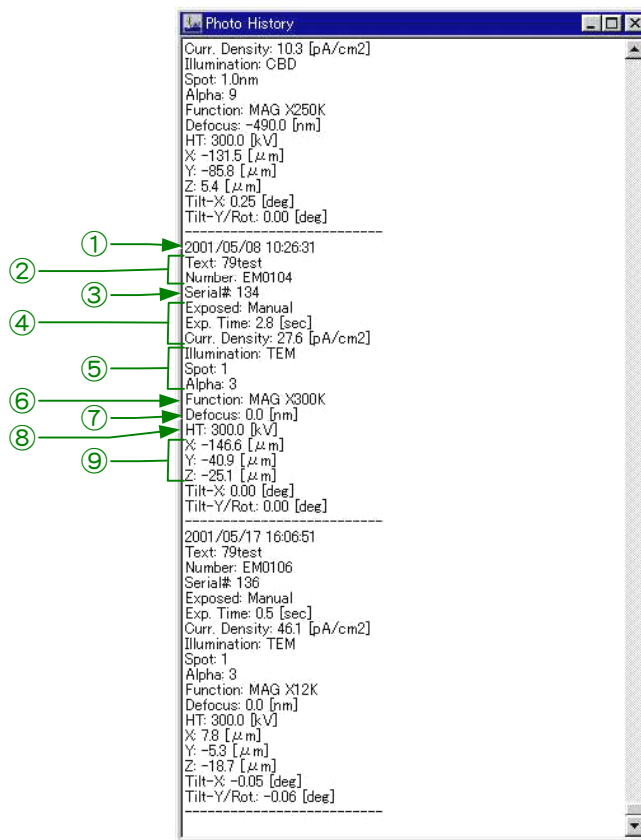 Photo History
Curr. Density: 10.3 [pA/cm2]
Illumination: CBD
Spot: 1.0nm
Alpha: 9
Function: MAG X250K
Defocus: -490.0 [nm]
HT: 300.0 [kV]
X: -131.5 [μm]
Y: -85.8 [μm]
Z: 5.4 [μm]
Tilt-X: 0.25 [deg]
Tilt-Y/Rot.: 0.00 [deg]
--------------------------
① 2001/05/08 10:26:31
② Text: 79test
Number: EM0104
③ Serial#: 134
④ Exposed: Manual
Exp. Time: 2.8 [sec]
Curr. Density: 27.6 [pA/cm2]
⑤ Illumination: TEM
Spot: 1
Alpha: 3
⑥ Function: MAG X300K
⑦ Defocus: 0.0 [nm]
⑧ HT: 300.0 [kV]
⑨ X: -146.6 [μm]
Y: -40.9 [μm]
Z: -25.1 [μm]
Tilt-X: 0.00 [deg]
Tilt-Y/Rot.: 0.00 [deg]
--------------------------
2001/05/17 16:06:51
Text: 79test
Number: EM0106
Serial#: 136
Exposed: Manual
Exp. Time: 0.5 [sec]
Curr. Density: 46.1 [pA/cm2]
Illumination: TEM
Spot: 1
Alpha: 3
Function: MAG X12K
Defocus: 0.0 [nm]
HT: 300.0 [kV]
X: 7.8 [μm]
Y: -5.3 [μm]
Z: -18.7 [μm]
Tilt-X: -0.05 [deg]
Tilt-Y/Rot.: -0.06 [deg]
--------------------------